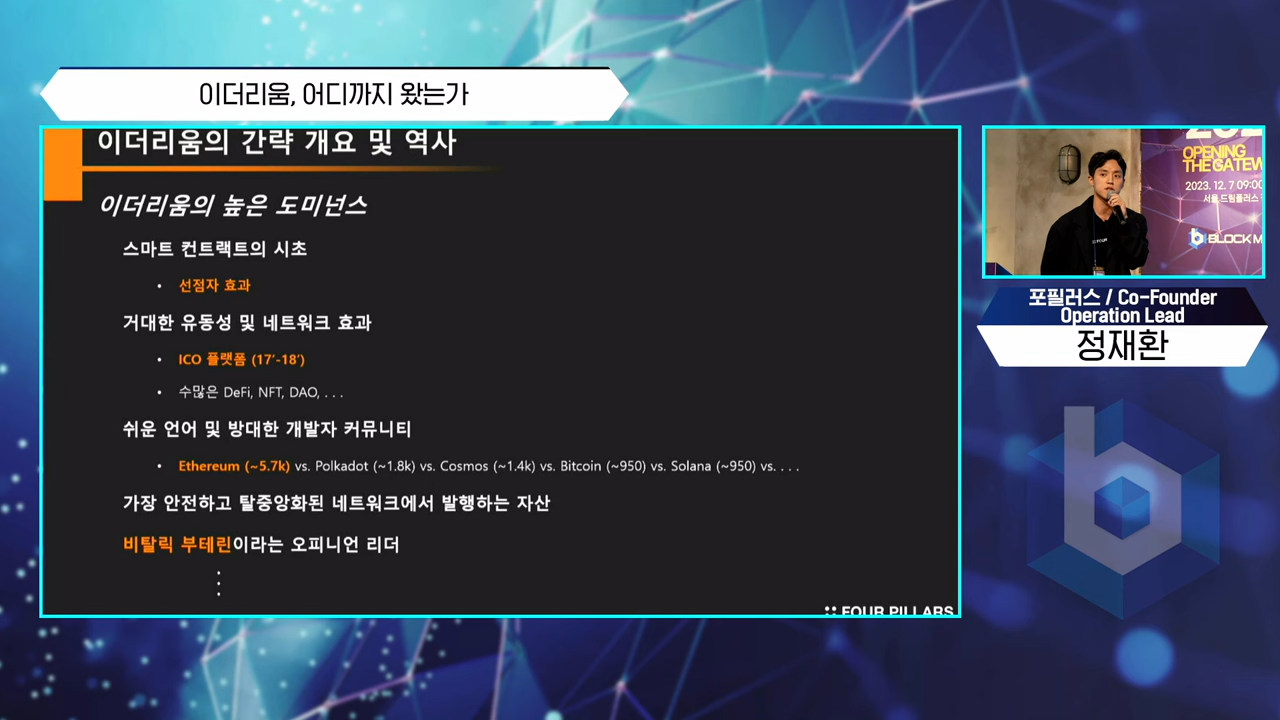 이더리움, 어디까지 왔는가
이더리움의 간략 개요 및 역사
이더리움의 높은 도미넌스
스마트 컨트랙트의 시초
• 선점자 효과
거대한 유동성 및 네트워크 효과
• ICO 플랫폼 (17’-18’)
• 수많은 DeFi, NFT, DAO, . . .
쉬운 언어 및 방대한 개발자 커뮤니티
• Ethereum (~5.7k) vs. Polkadot (~1.8k) vs. Cosmos (~1.4k) vs. Bitcoin (~950) vs. Solana (~950) vs. . . .
가장 안전하고 탈중앙화된 네트워크에서 발행하는 자산
비탈릭 부테린이라는 오피니언 리더
FOUR PILLARS
OPENING
THE GATEW
2023. 12. 7 09:00
서울 드림플러스
BLOCK M
포필러스 / Co-Founder
Operation Lead
정재환